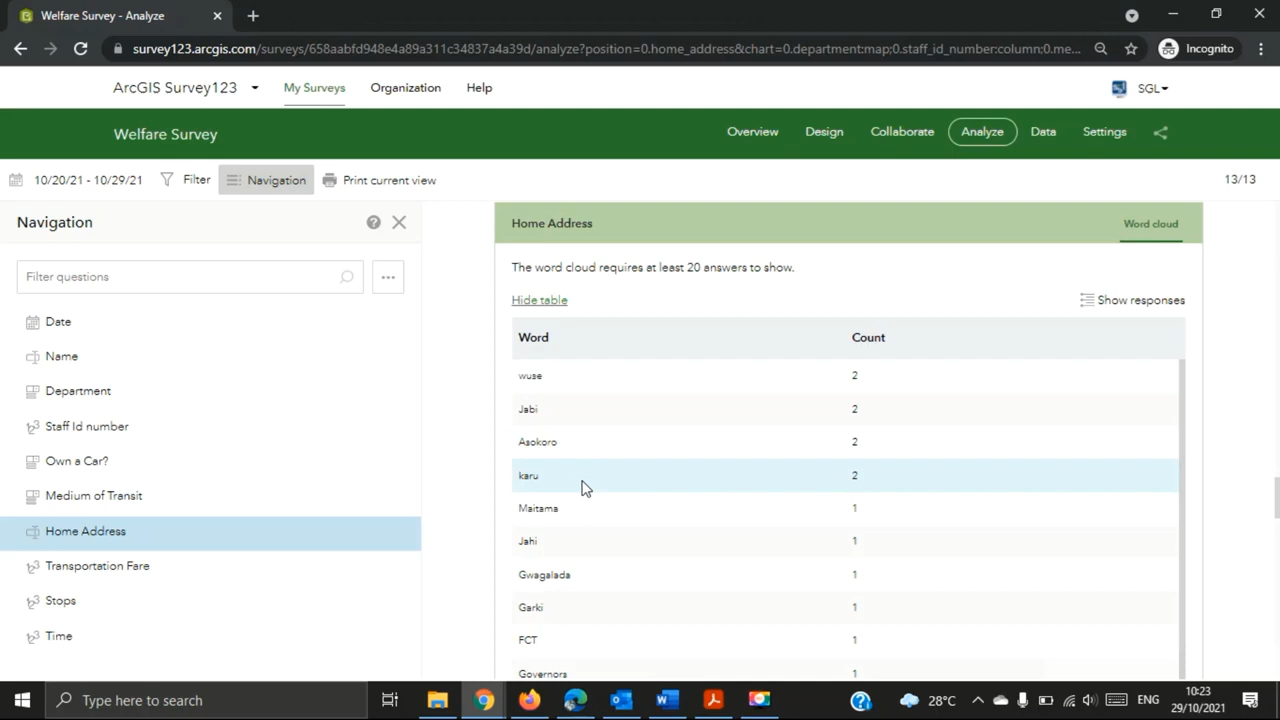 Welfare Survey - Analyze
survey123.arcgis.com/surveys/658aabfd948e4a89a311c34837a4a39d/analyze?position=0.home_address&chart=0.department:map;0.staff_id_number:column;0.me...
Incognito
ArcGIS Survey123
My Surveys
Organization
Help
SGL
Welfare Survey
Overview
Design
Collaborate
Analyze
Data
Settings
10/20/21 - 10/29/21
Filter
Navigation
Print current view
13/13
Navigation
Filter questions
Date
Name
Department
Staff Id number
Own a Car?
Medium of Transit
Home Address
Transportation Fare
Stops
Time
Home Address
Word cloud
The word cloud requires at least 20 answers to show.
Hide table
Show responses
Word Count
wuse 2
Jabi 2
Asokoro 2
karu 2
Maitama 1
Jahi 1
Gwagalada 1
Garki 1
FCT 1
Governors 1
Type here to search
28°C
ENG
10:23
29/10/2021